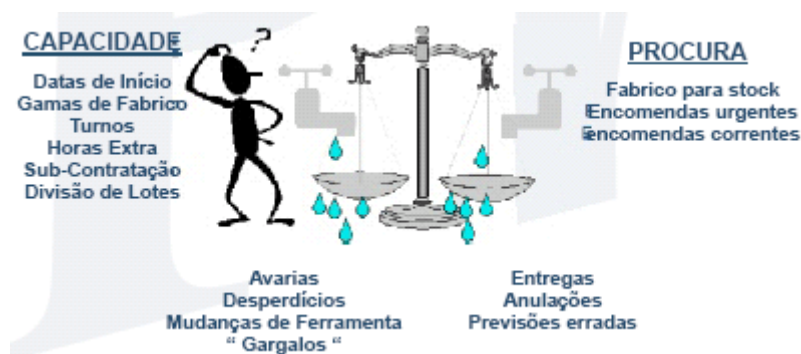 CAPACIDADE
Datas de Início
Gamas de Fabrico
Turnos
Horas Extra
Sub-Contratação
Divisão de Lotes
?
PROCURA
Fabrico para stock
Encomendas urgentes
encomendas correntes
Avarias
Desperdícios
Mudanças de Ferramenta
“ Gargalos “
Entregas
Anulações
Previsões erradas